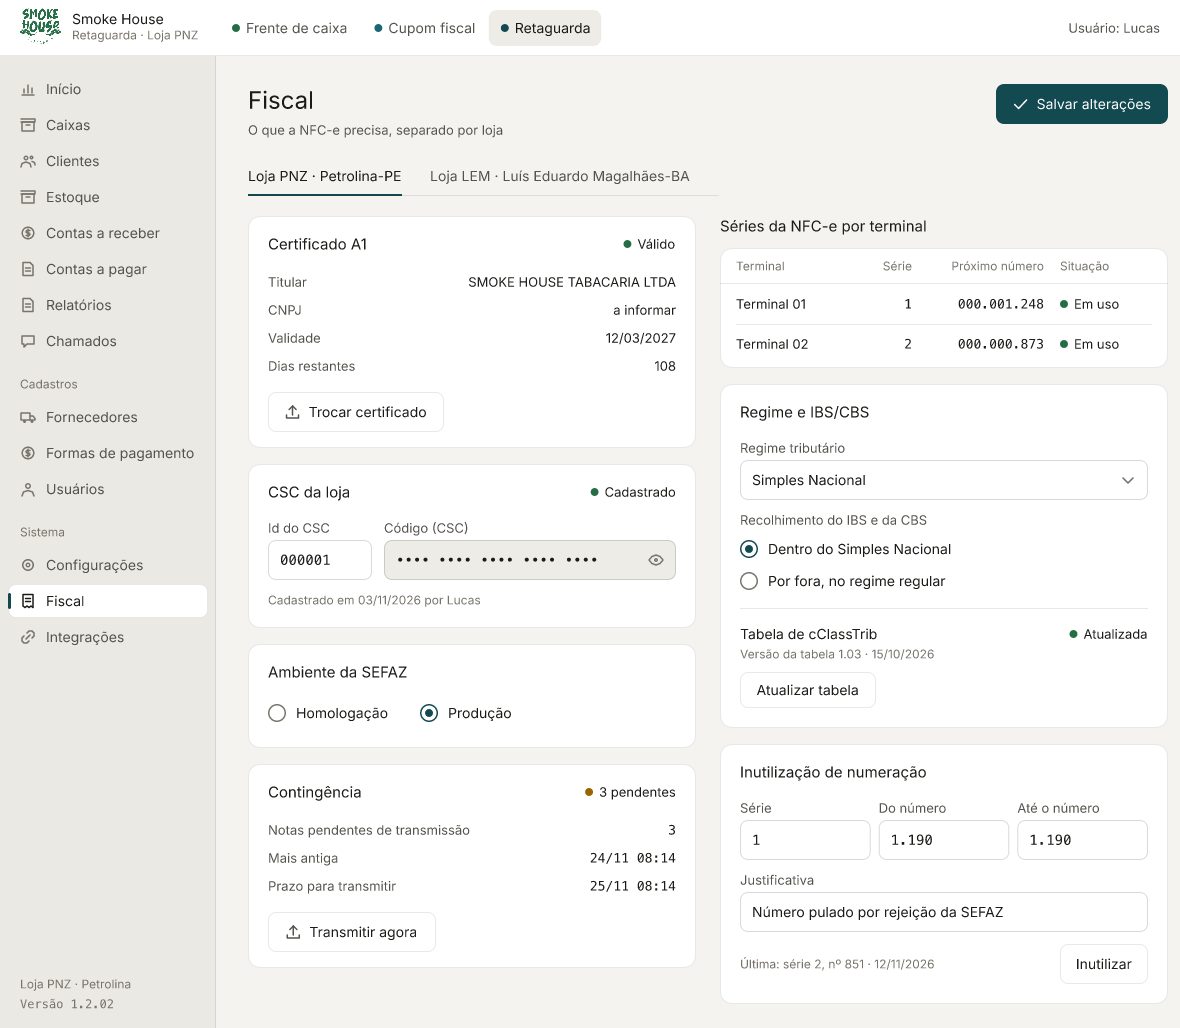 SMOKE
HOUSE
Smoke House
Retaguarda · Loja PNZ
Frente de caixa
Cupom fiscal
Retaguarda
Usuário: Lucas
Início
Caixas
Clientes
Estoque
Contas a receber
Contas a pagar
Relatórios
Chamados
Cadastros
Fornecedores
Formas de pagamento
Usuários
Sistema
Configurações
Fiscal
Integrações
Loja PNZ · Petrolina
Versão 1.2.02
Fiscal
O que a NFC-e precisa, separado por loja
Salvar alterações
Loja PNZ · Petrolina-PE
Loja LEM · Luís Eduardo Magalhães-BA
Certificado A1
Válido
Titular SMOKE HOUSE TABACARIA LTDA
CNPJ a informar
Validade 12/03/2027
Dias restantes 108
Trocar certificado
CSC da loja
Cadastrado
Id do CSC Código (CSC)
000001 •••• •••• •••• •••• ••••
Cadastrado em 03/11/2026 por Lucas
Ambiente da SEFAZ
Homologação Produção
Contingência
3 pendentes
Notas pendentes de transmissão 3
Mais antiga 24/11 08:14
Prazo para transmitir 25/11 08:14
Transmitir agora
Séries da NFC-e por terminal
Terminal Série Próximo número Situação
Terminal 01 1 000.001.248 Em uso
Terminal 02 2 000.000.873 Em uso
Regime e IBS/CBS
Regime tributário
Simples Nacional
Recolhimento do IBS e da CBS
Dentro do Simples Nacional
Por fora, no regime regular
Tabela de cClassTrib
Atualizada
Versão da tabela 1.03 · 15/10/2026
Atualizar tabela
Inutilização de numeração
Série Do número Até o número
1 1.190 1.190
Justificativa
Número pulado por rejeição da SEFAZ
Última: série 2, nº 851 · 12/11/2026
Inutilizar